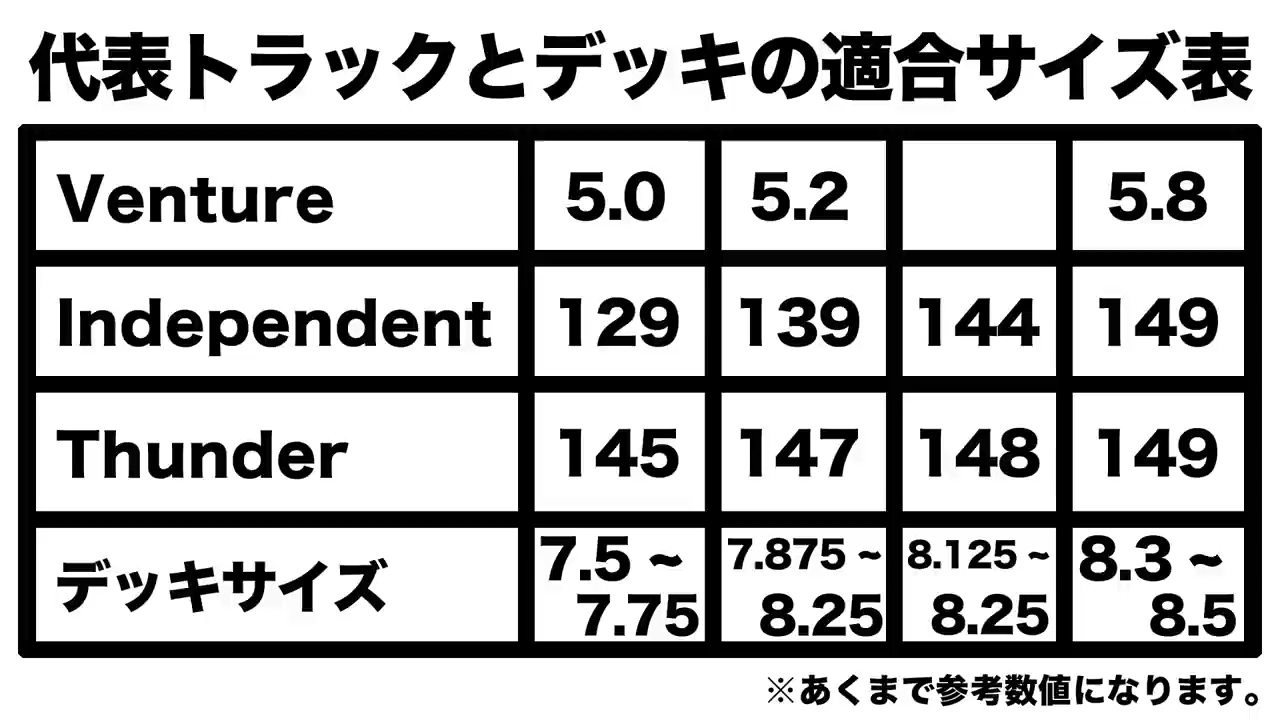 代表トラックとデッキの適合サイズ表
Venture 5.0 5.2 5.8
Independent 129 139 144 149
Thunder 145 147 148 149
デッキサイズ 7.5 ~ 7.875 ~ 8.125 ~ 8.3 ~
7.75 8.25 8.25 8.5
※あくまで参考数値になります。